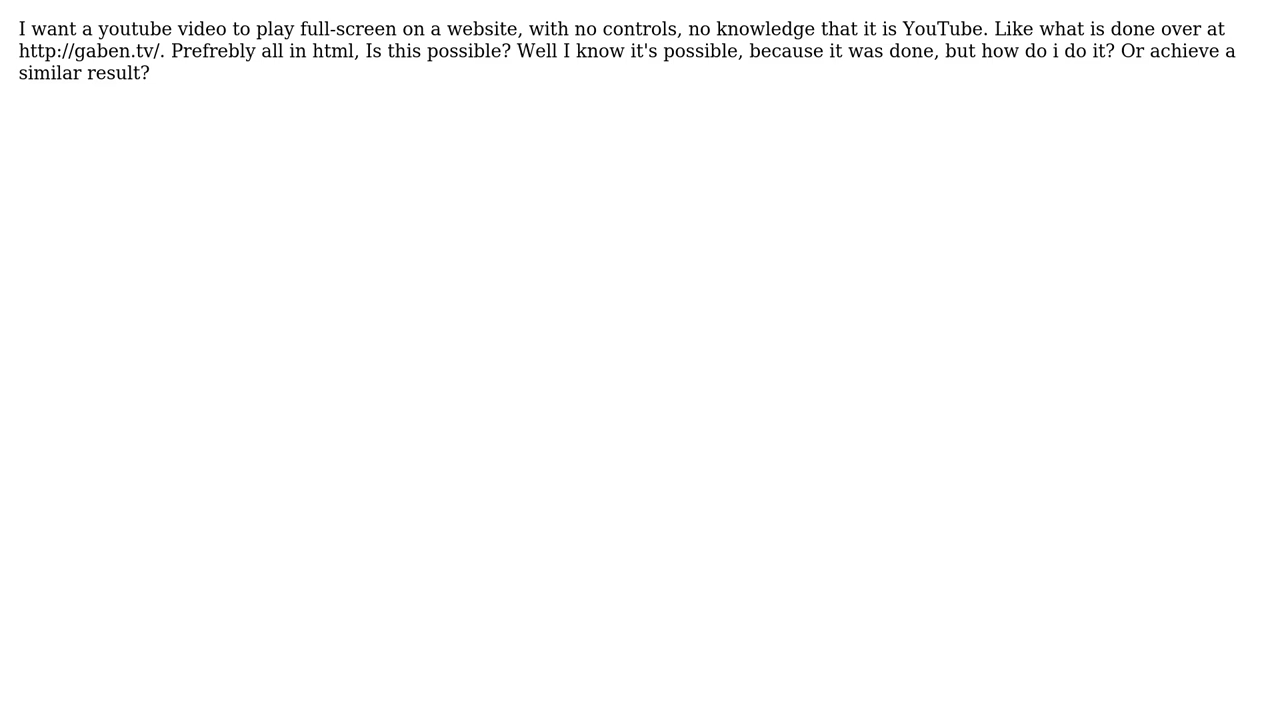 I want a youtube video to play full-screen on a website, with no controls, no knowledge that it is YouTube. Like what is done over at
http://gaben.tv/. Prefrebly all in html, Is this possible? Well I know it's possible, because it was done, but how do i do it? Or achieve a
similar result?